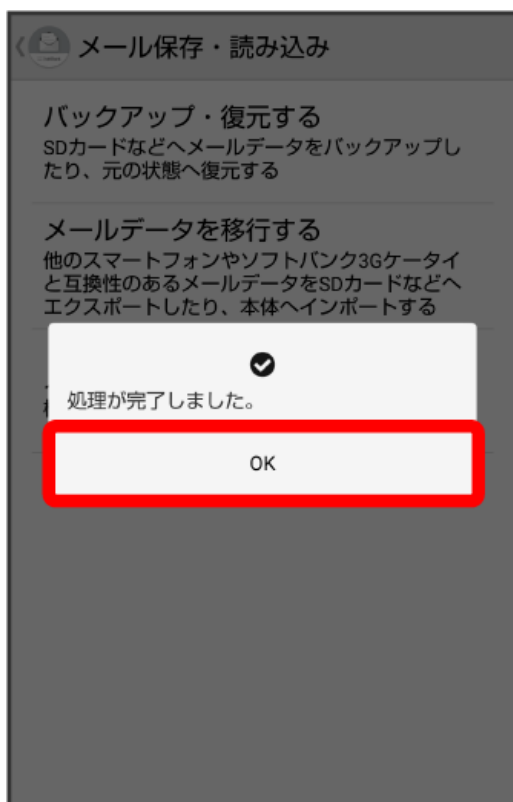 メール保存・読み込み
バックアップ・復元する
SDカードなどへメールデータをバックアップし
たり、元の状態へ復元する
メールデータを移行する
他のスマートフォンやソフトバンク3Gケータイ
と互換性のあるメールデータをSDカードなどへ
エクスポートしたり、本体へインポートする
処理が完了しました。
OK